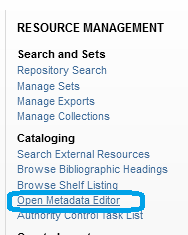 RESOURCE MANAGEMENT
Search and Sets
Repository Search
Manage Sets
Manage Exports
Manage Collections
Cataloging
Search External Resources
Browse Bibliographic Headings
Browse Shelf Listing
Open Metadata Editor
Authority Control Task List